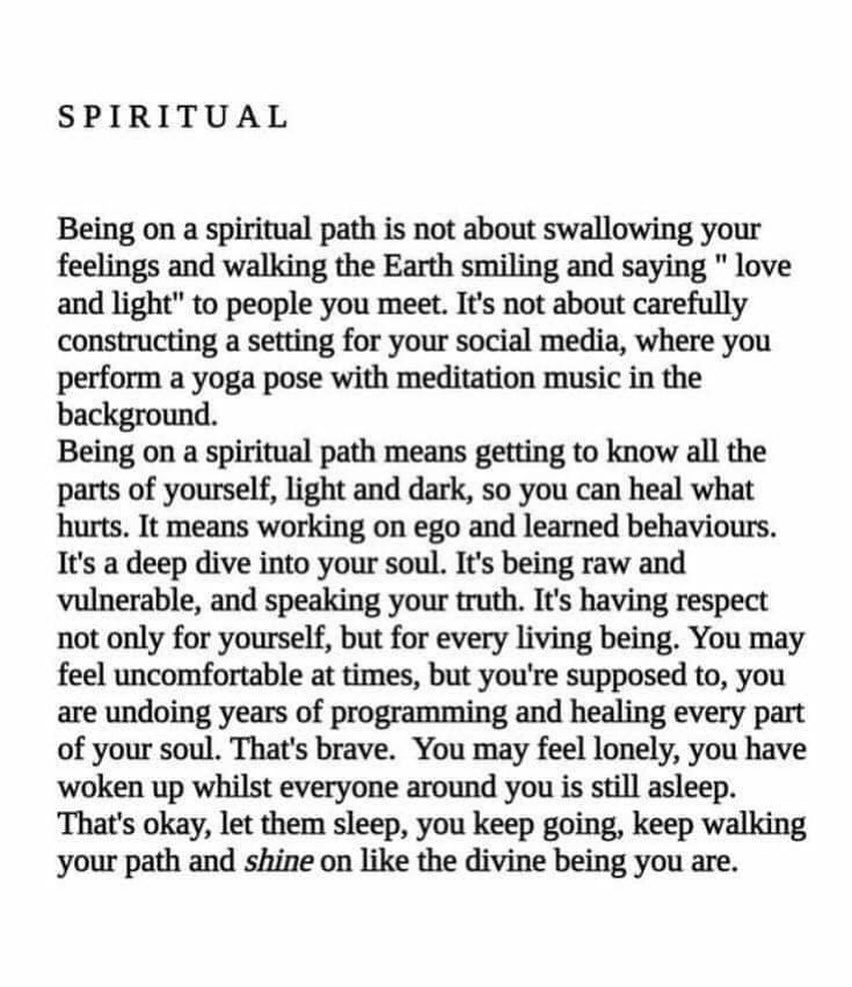 SPIRITUAL
Being on a spiritual path is not about swallowing your
feelings and walking the Earth smiling and saying " love
and light" to people you meet. It's not about carefully
constructing a setting for your social media, where you
perform a yoga pose with meditation music in the
background.
Being on a spiritual path means getting to know all the
parts of yourself, light and dark, so you can heal what
hurts. It means working on ego and learned behaviours.
It's a deep dive into your soul. It's being raw and
vulnerable, and speaking your truth. It's having respect
not only for yourself, but for every living being. You may
feel uncomfortable at times, but you're supposed to, you
are undoing years of programming and healing every part
of your soul. That's brave.  You may feel lonely, you have
woken up whilst everyone around you is still asleep.
That's okay, let them sleep, you keep going, keep walking
your path and shine on like the divine being you are.